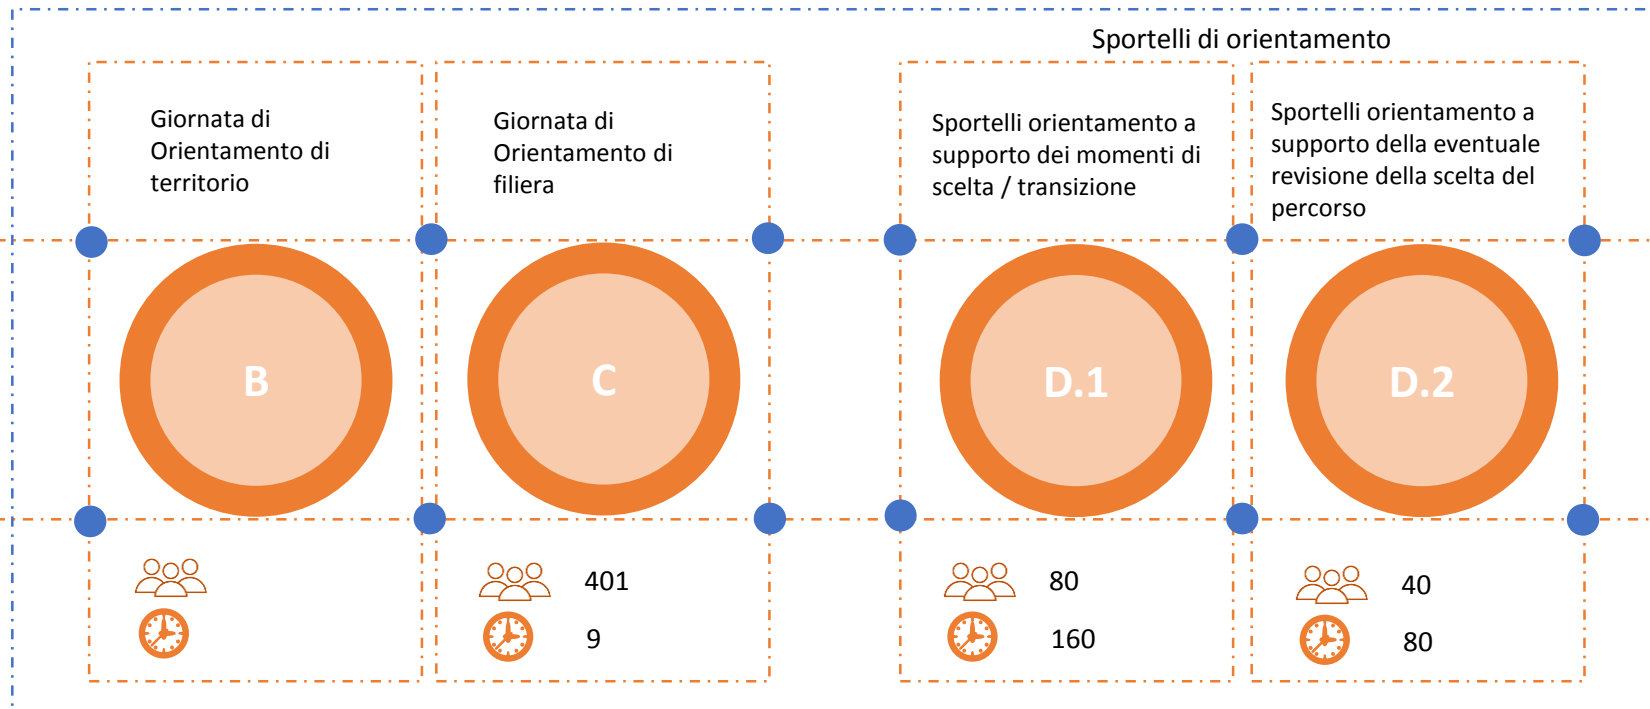 Sportelli di orientamento
Giornata di
Orientamento di
territorio
Giornata di
Orientamento di
filiera
Sportelli orientamento a
supporto dei momenti di
scelta / transizione
Sportelli orientamento a
supporto della eventuale
revisione della scelta del
percorso
B
C
D.1
D.2
401
9
80
160
40
80